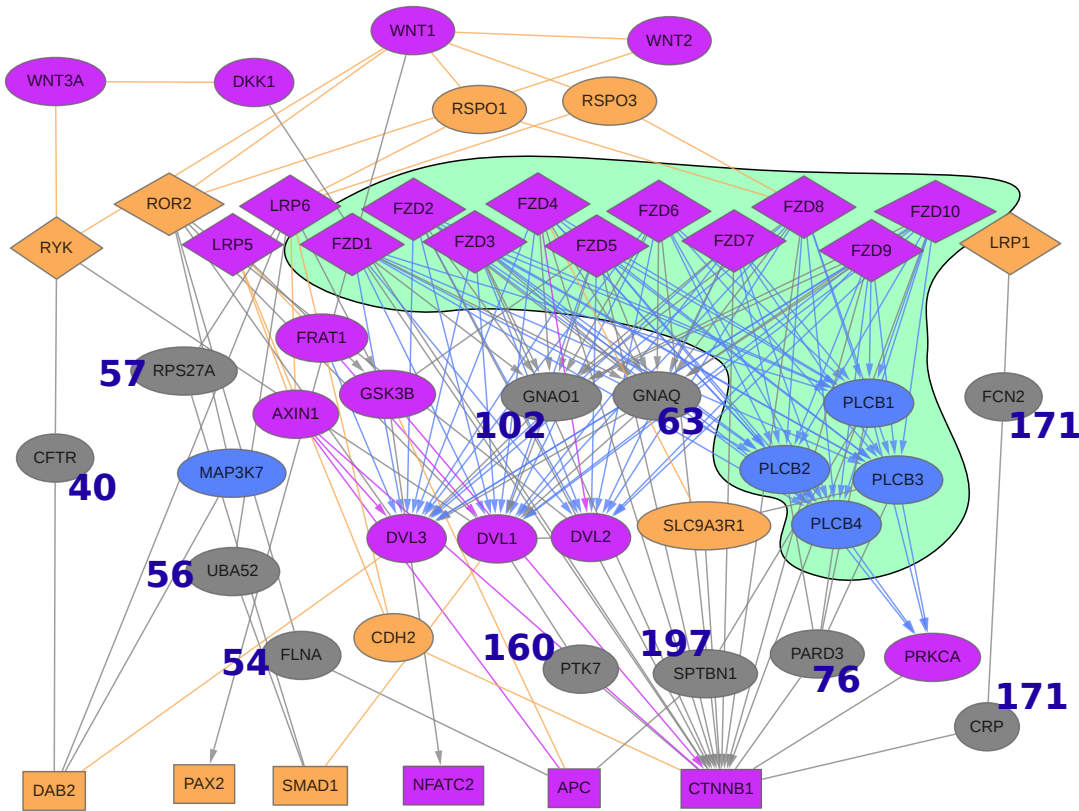 WNT1
WNT2
WNT3A
DKK1
RSPO1
RSPO3
ROR2
LRP6
FZD2
FZD4
FZD6
FZD8
FZD10
RYK
LRP5
FZD1
FZD3
FZD5
FZD7
FZD9
LRP1
FRAT1
57
RPS27A
GSK3B
GNAO1
102
GNAQ
63
PLCB1
FCN2
171
AXIN1
CFTR
40
MAP3K7
PLCB2
PLCB3
PLCB4
SLC9A3R1
DVL3
DVL1
DVL2
56
UBA52
CDH2
54
FLNA
160
PTK7
197
SPTBN1
PARD3
76
PRKCA
171
CRP
DAB2
PAX2
SMAD1
NFATC2
APC
CTNNB1